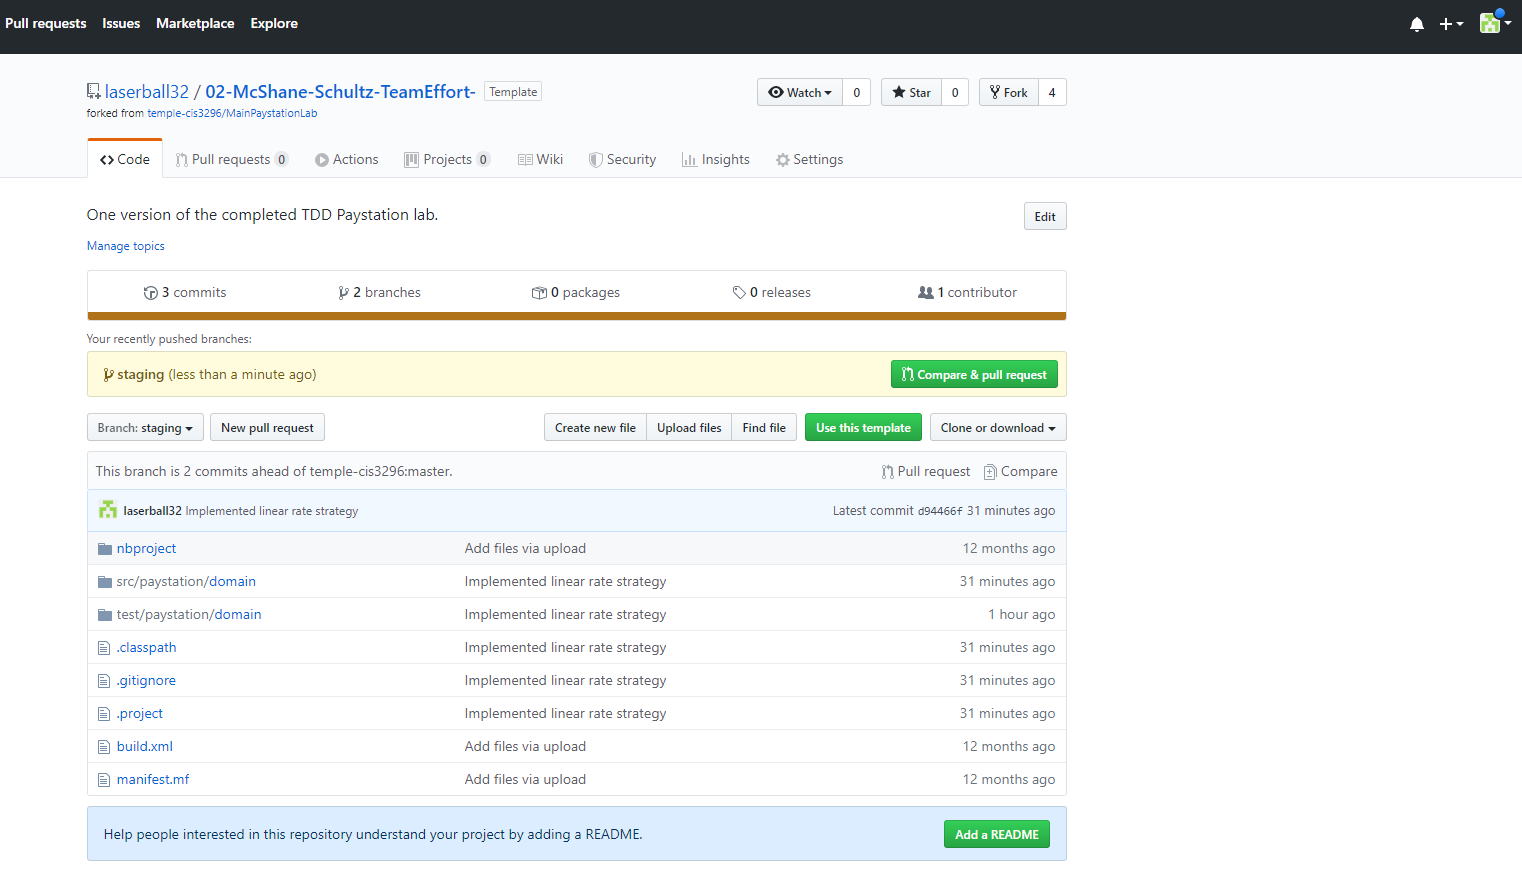 Pull requests Issues Marketplace Explore
laserball32 / 02-McShane-Schultz-TeamEffort- Template
Watch 0 Star 0 Fork 4
forked from temple-cis3296/MainPaystationLab
Code Pull requests 0 Actions Projects 0 Wiki Security Insights Settings
One version of the completed TDD Paystation lab.
Edit
Manage topics
3 commits 2 branches 0 packages 0 releases 1 contributor
Your recently pushed branches:
staging (less than a minute ago) Compare & pull request
Branch: staging New pull request Create new file Upload files Find file Use this template Clone or download
This branch is 2 commits ahead of temple-cis3296:master. Pull request Compare
laserball32 Implemented linear rate strategy Latest commit d94466f 31 minutes ago
nbproject Add files via upload 12 months ago
src/paystation/domain Implemented linear rate strategy 31 minutes ago
test/paystation/domain Implemented linear rate strategy 1 hour ago
.classpath Implemented linear rate strategy 31 minutes ago
.gitignore Implemented linear rate strategy 31 minutes ago
.project Implemented linear rate strategy 31 minutes ago
build.xml Add files via upload 12 months ago
manifest.mf Add files via upload 12 months ago
Help people interested in this repository understand your project by adding a README. Add a README